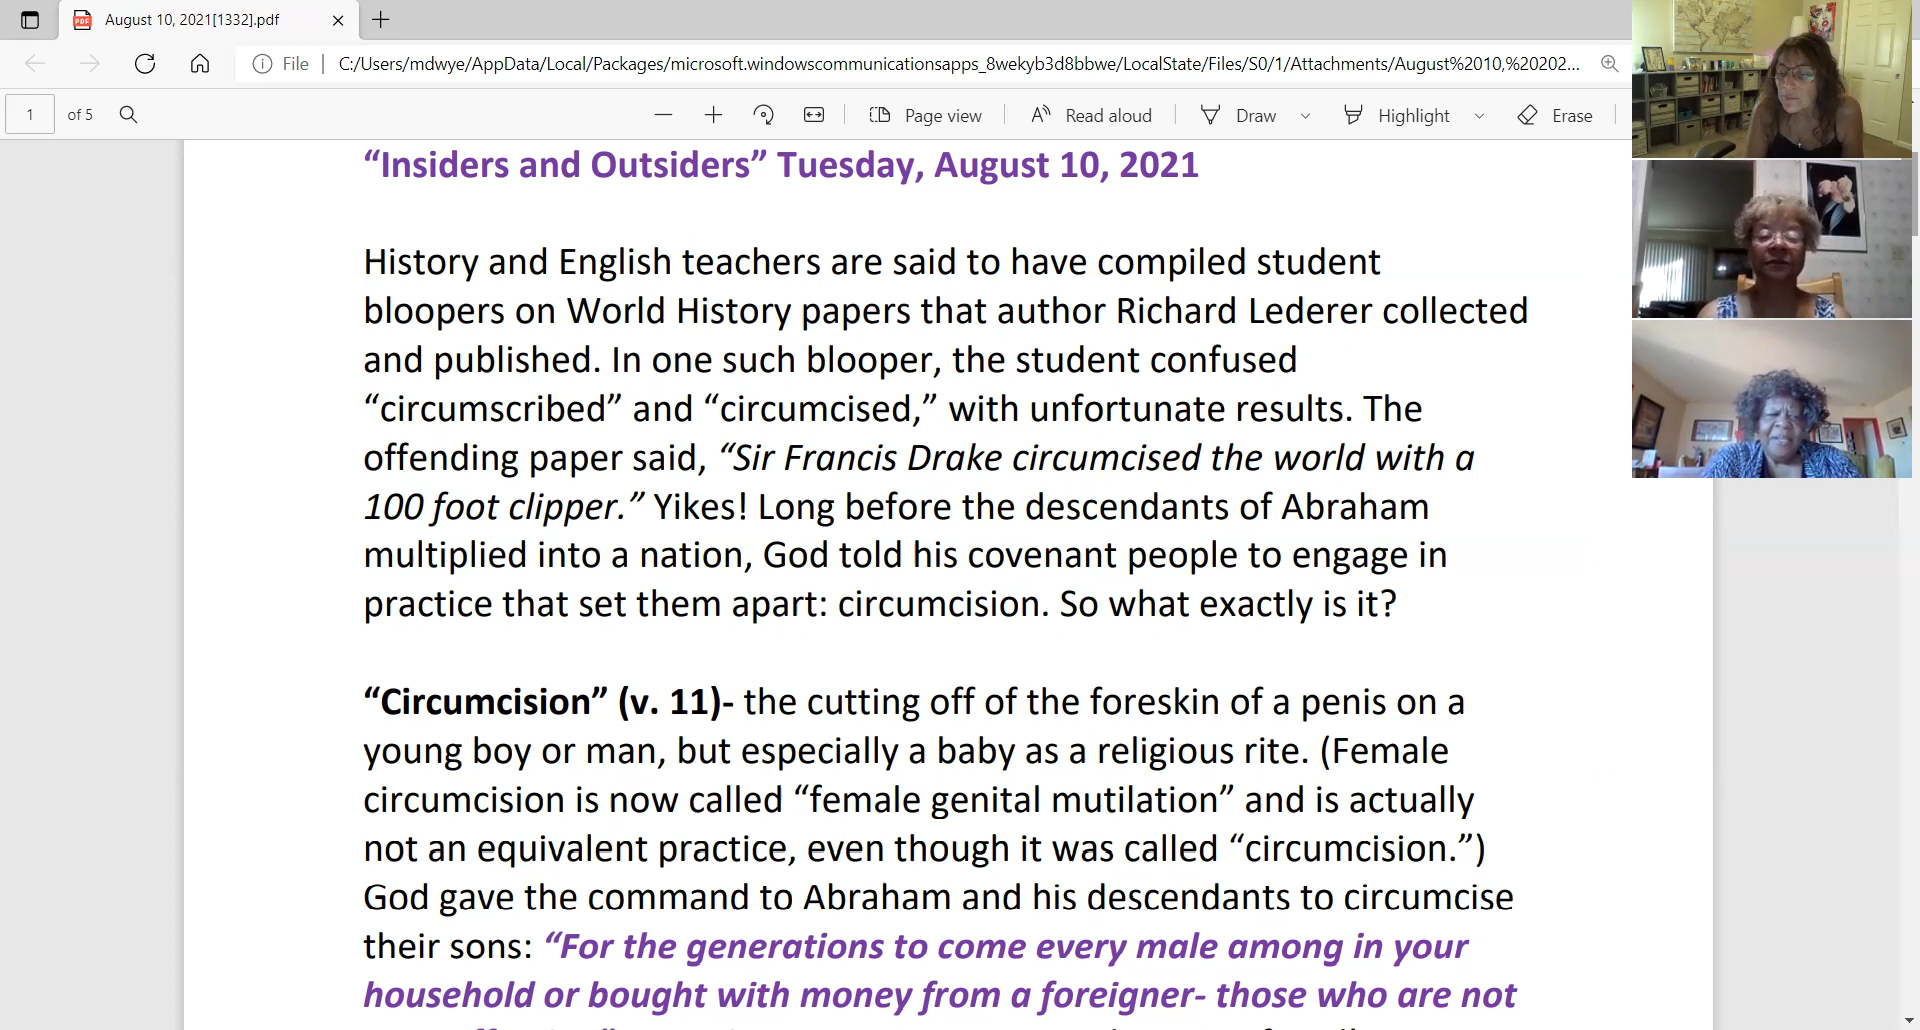 August 10, 2021[1332].pdf
File
C:/Users/mdwye/AppData/Local/Packages/microsoft.windowscommunicationsapps_8wekyb3d8bbwe/LocalState/Files/S0/1/Attachments/August%2010,%20202...
1 of 5
Page view
Read aloud
Draw
Highlight
Erase
“Insiders and Outsiders” Tuesday, August 10, 2021
History and English teachers are said to have compiled student
bloopers on World History papers that author Richard Lederer collected
and published. In one such blooper, the student confused
“circumscribed” and “circumcised,” with unfortunate results. The
offending paper said, “Sir Francis Drake circumcised the world with a
100 foot clipper.” Yikes! Long before the descendants of Abraham
multiplied into a nation, God told his covenant people to engage in
practice that set them apart: circumcision. So what exactly is it?
“Circumcision” (v. 11)- the cutting off of the foreskin of a penis on a
young boy or man, but especially a baby as a religious rite. (Female
circumcision is now called “female genital mutilation” and is actually
not an equivalent practice, even though it was called “circumcision.”)
God gave the command to Abraham and his descendants to circumcise
their sons: “For the generations to come every male among in your
household or bought with money from a foreigner- those who are not